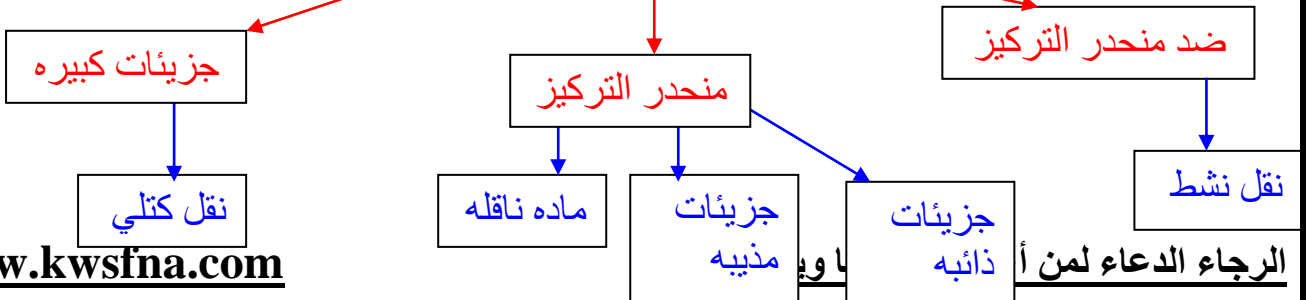 ضد منحدر التركيز
جزيئات كبيره
منحدر التركيز
نقل نشط
ماده ناقله
جزيئات
مذيبه
جزيئات
ذائبه
نقل كتلي
الرجاء الدعاء لمن
w.kwsfna.com